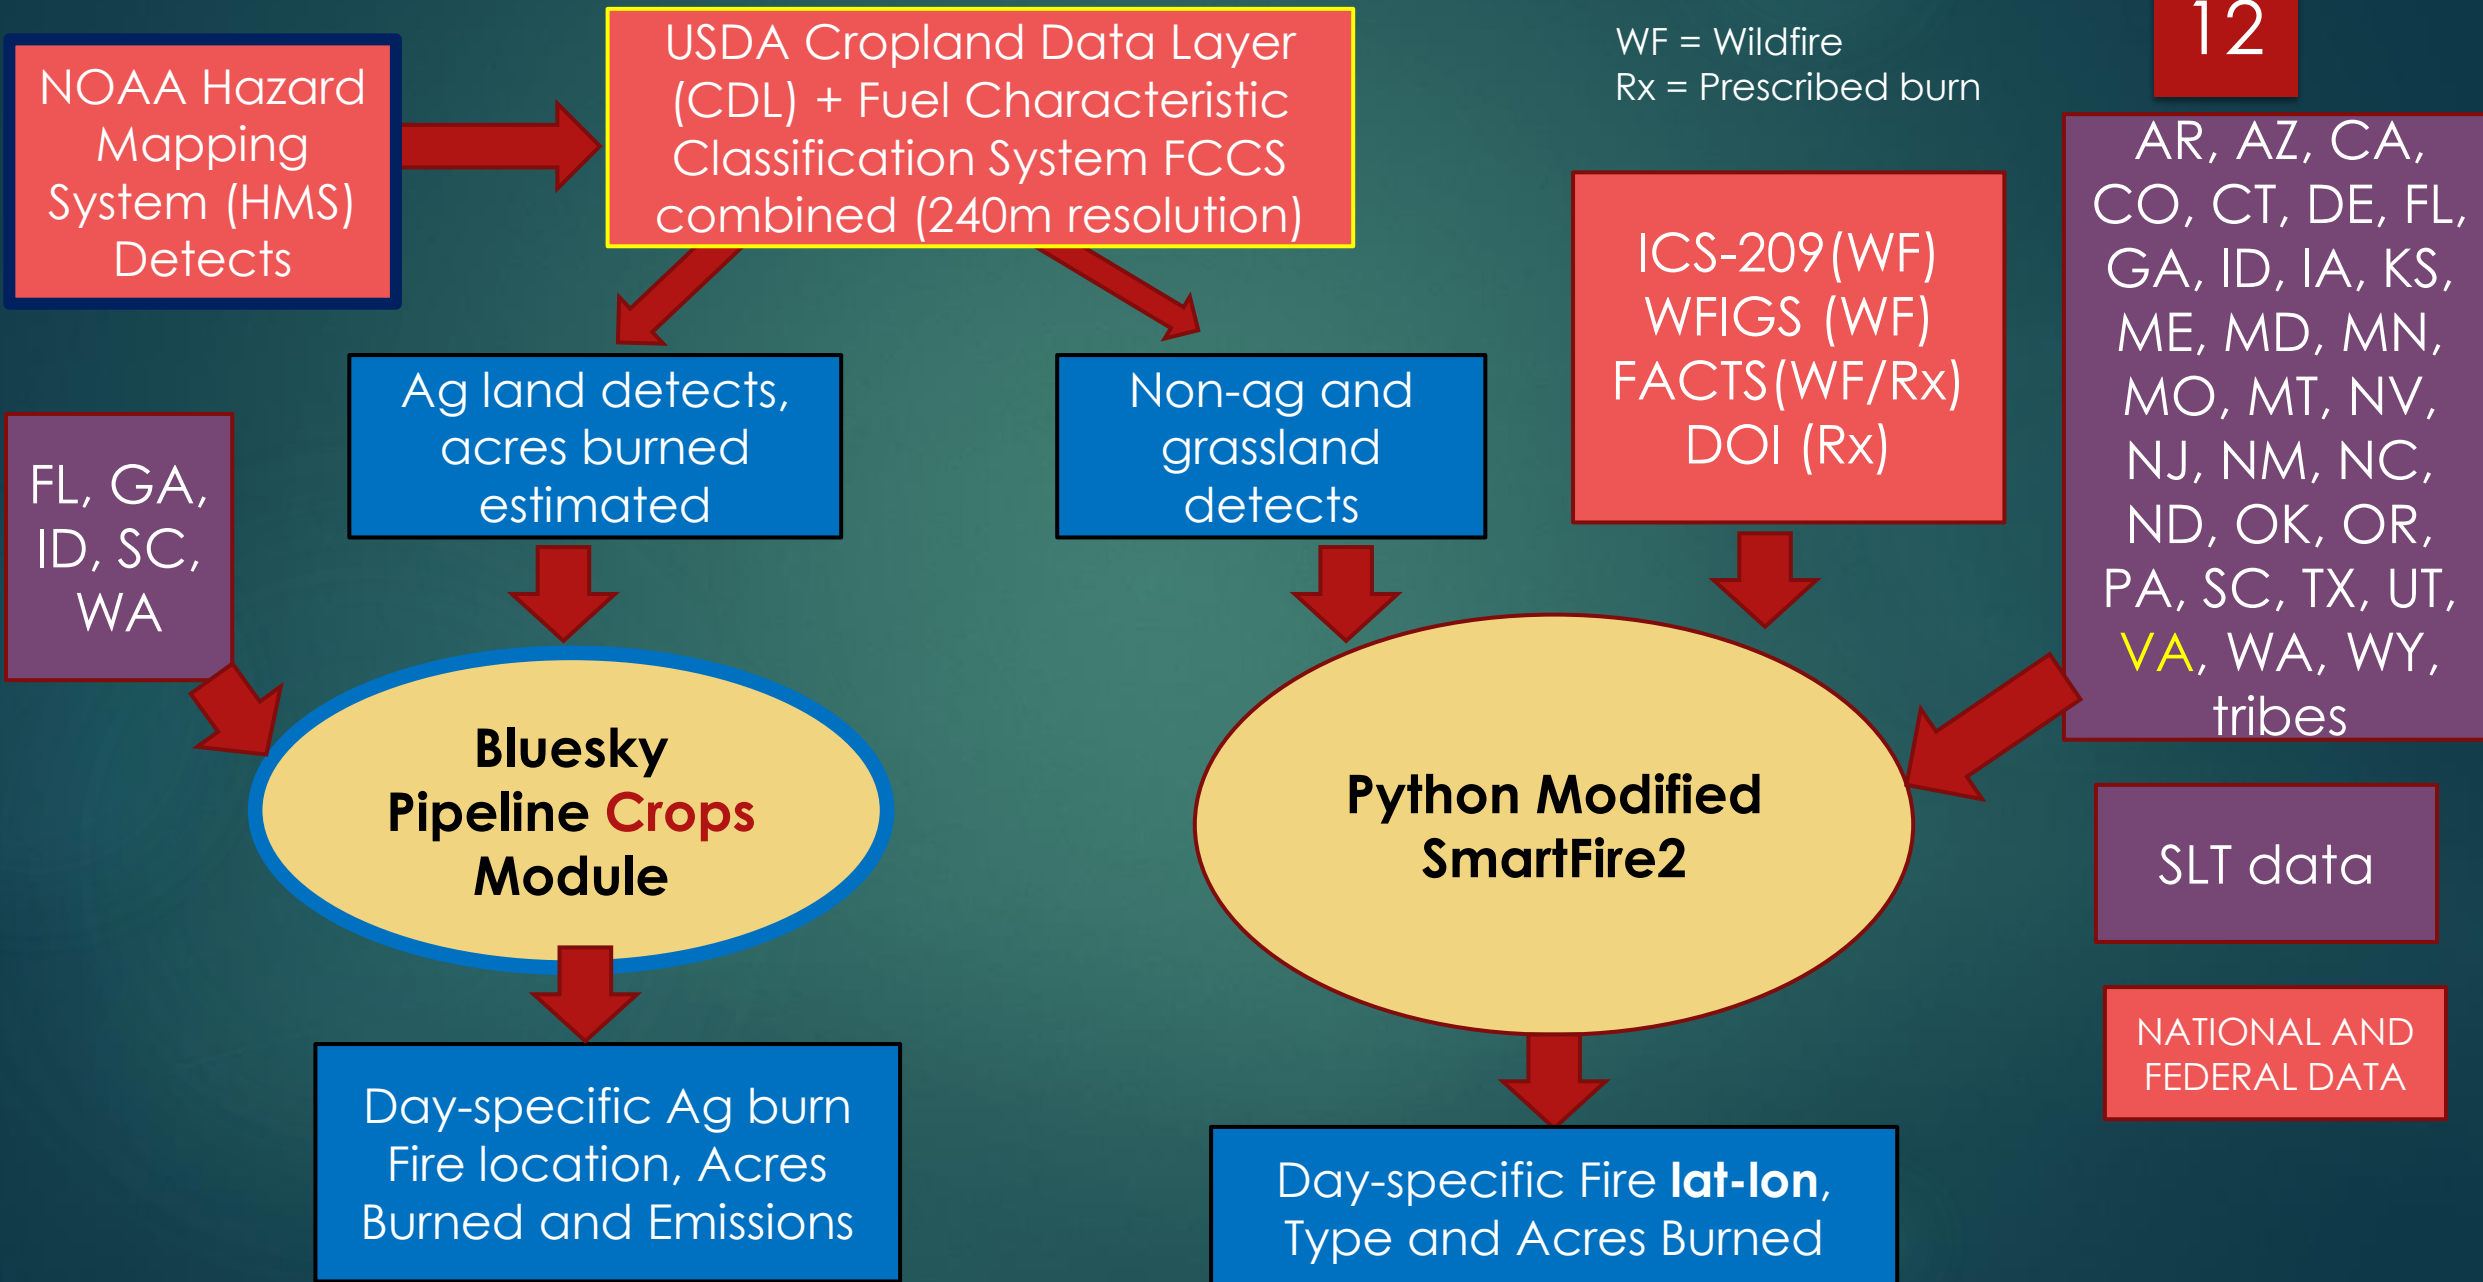 NOAA Hazard
Mapping
System (HMS)
Detects
USDA Cropland Data Layer
(CDL) + Fuel Characteristic
Classification System FCCS
combined (240m resolution)
WF = Wildfire
Rx = Prescribed burn
12
AR, AZ, CA,
CO, CT, DE, FL,
GA, ID, IA, KS,
ME, MD, MN,
MO, MT, NV,
NJ, NM, NC,
ND, OK, OR,
PA, SC, TX, UT,
VA, WA, WY,
tribes
ICS-209(WF)
WFIGS (WF)
FACTS(WF/Rx)
DOI (Rx)
Ag land detects,
acres burned
estimated
Non-ag and
grassland
detects
FL, GA,
ID, SC,
WA
Bluesky
Pipeline Crops
Module
Python Modified
SmartFire2
SLT data
NATIONAL AND
FEDERAL DATA
Day-specific Ag burn
Fire location, Acres
Burned and Emissions
Day-specific Fire lat-lon,
Type and Acres Burned